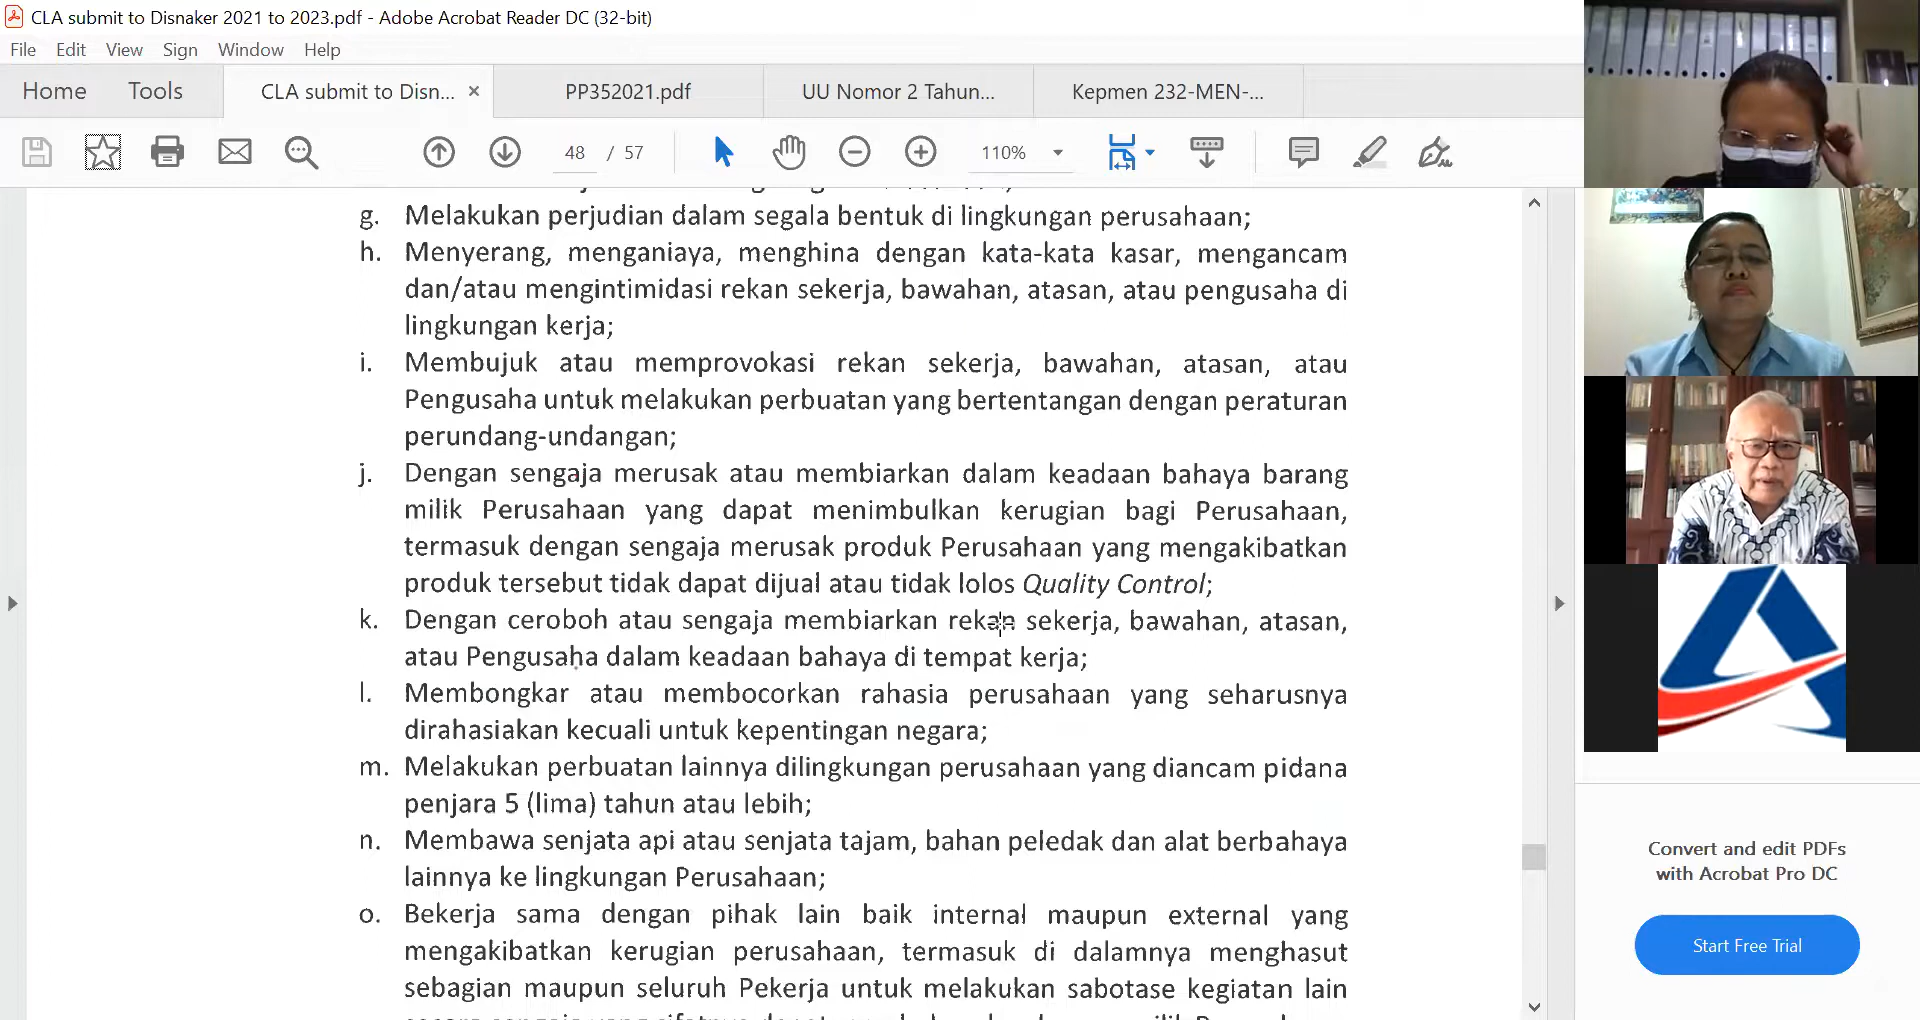 CLA submit to Disnaker 2021 to 2023.pdf - Adobe Acrobat Reader DC (32-bit)
File Edit View Sign Window Help
Home Tools CLA submit to Disn... × PP352021.pdf UU Nomor 2 Tahun... Kepmen 232-MEN-...
48 / 57 110%
g. Melakukan perjudian dalam segala bentuk di lingkungan perusahaan;
h. Menyerang, menganiaya, menghina dengan kata-kata kasar, mengancam
dan/atau mengintimidasi rekan sekerja, bawahan, atasan, atau pengusaha di
lingkungan kerja;
i. Membujuk atau memprovokasi rekan sekerja, bawahan, atasan, atau
Pengusaha untuk melakukan perbuatan yang bertentangan dengan peraturan
perundang-undangan;
j. Dengan sengaja merusak atau membiarkan dalam keadaan bahaya barang
milik Perusahaan yang dapat menimbulkan kerugian bagi Perusahaan,
termasuk dengan sengaja merusak produk Perusahaan yang mengakibatkan
produk tersebut tidak dapat dijual atau tidak lolos Quality Control;
k. Dengan ceroboh atau sengaja membiarkan rekan sekerja, bawahan, atasan,
atau Pengusaha dalam keadaan bahaya di tempat kerja;
l. Membongkar atau membocorkan rahasia perusahaan yang seharusnya
dirahasiakan kecuali untuk kepentingan negara;
m. Melakukan perbuatan lainnya dilingkungan perusahaan yang diancam pidana
penjara 5 (lima) tahun atau lebih;
n. Membawa senjata api atau senjata tajam, bahan peledak dan alat berbahaya
lainnya ke lingkungan Perusahaan;
o. Bekerja sama dengan pihak lain baik internal maupun external yang
mengakibatkan kerugian perusahaan, termasuk di dalamnya menghasut
sebagian maupun seluruh Pekerja untuk melakukan sabotase kegiatan lain
Convert and edit PDFs
with Acrobat Pro DC
Start Free Trial